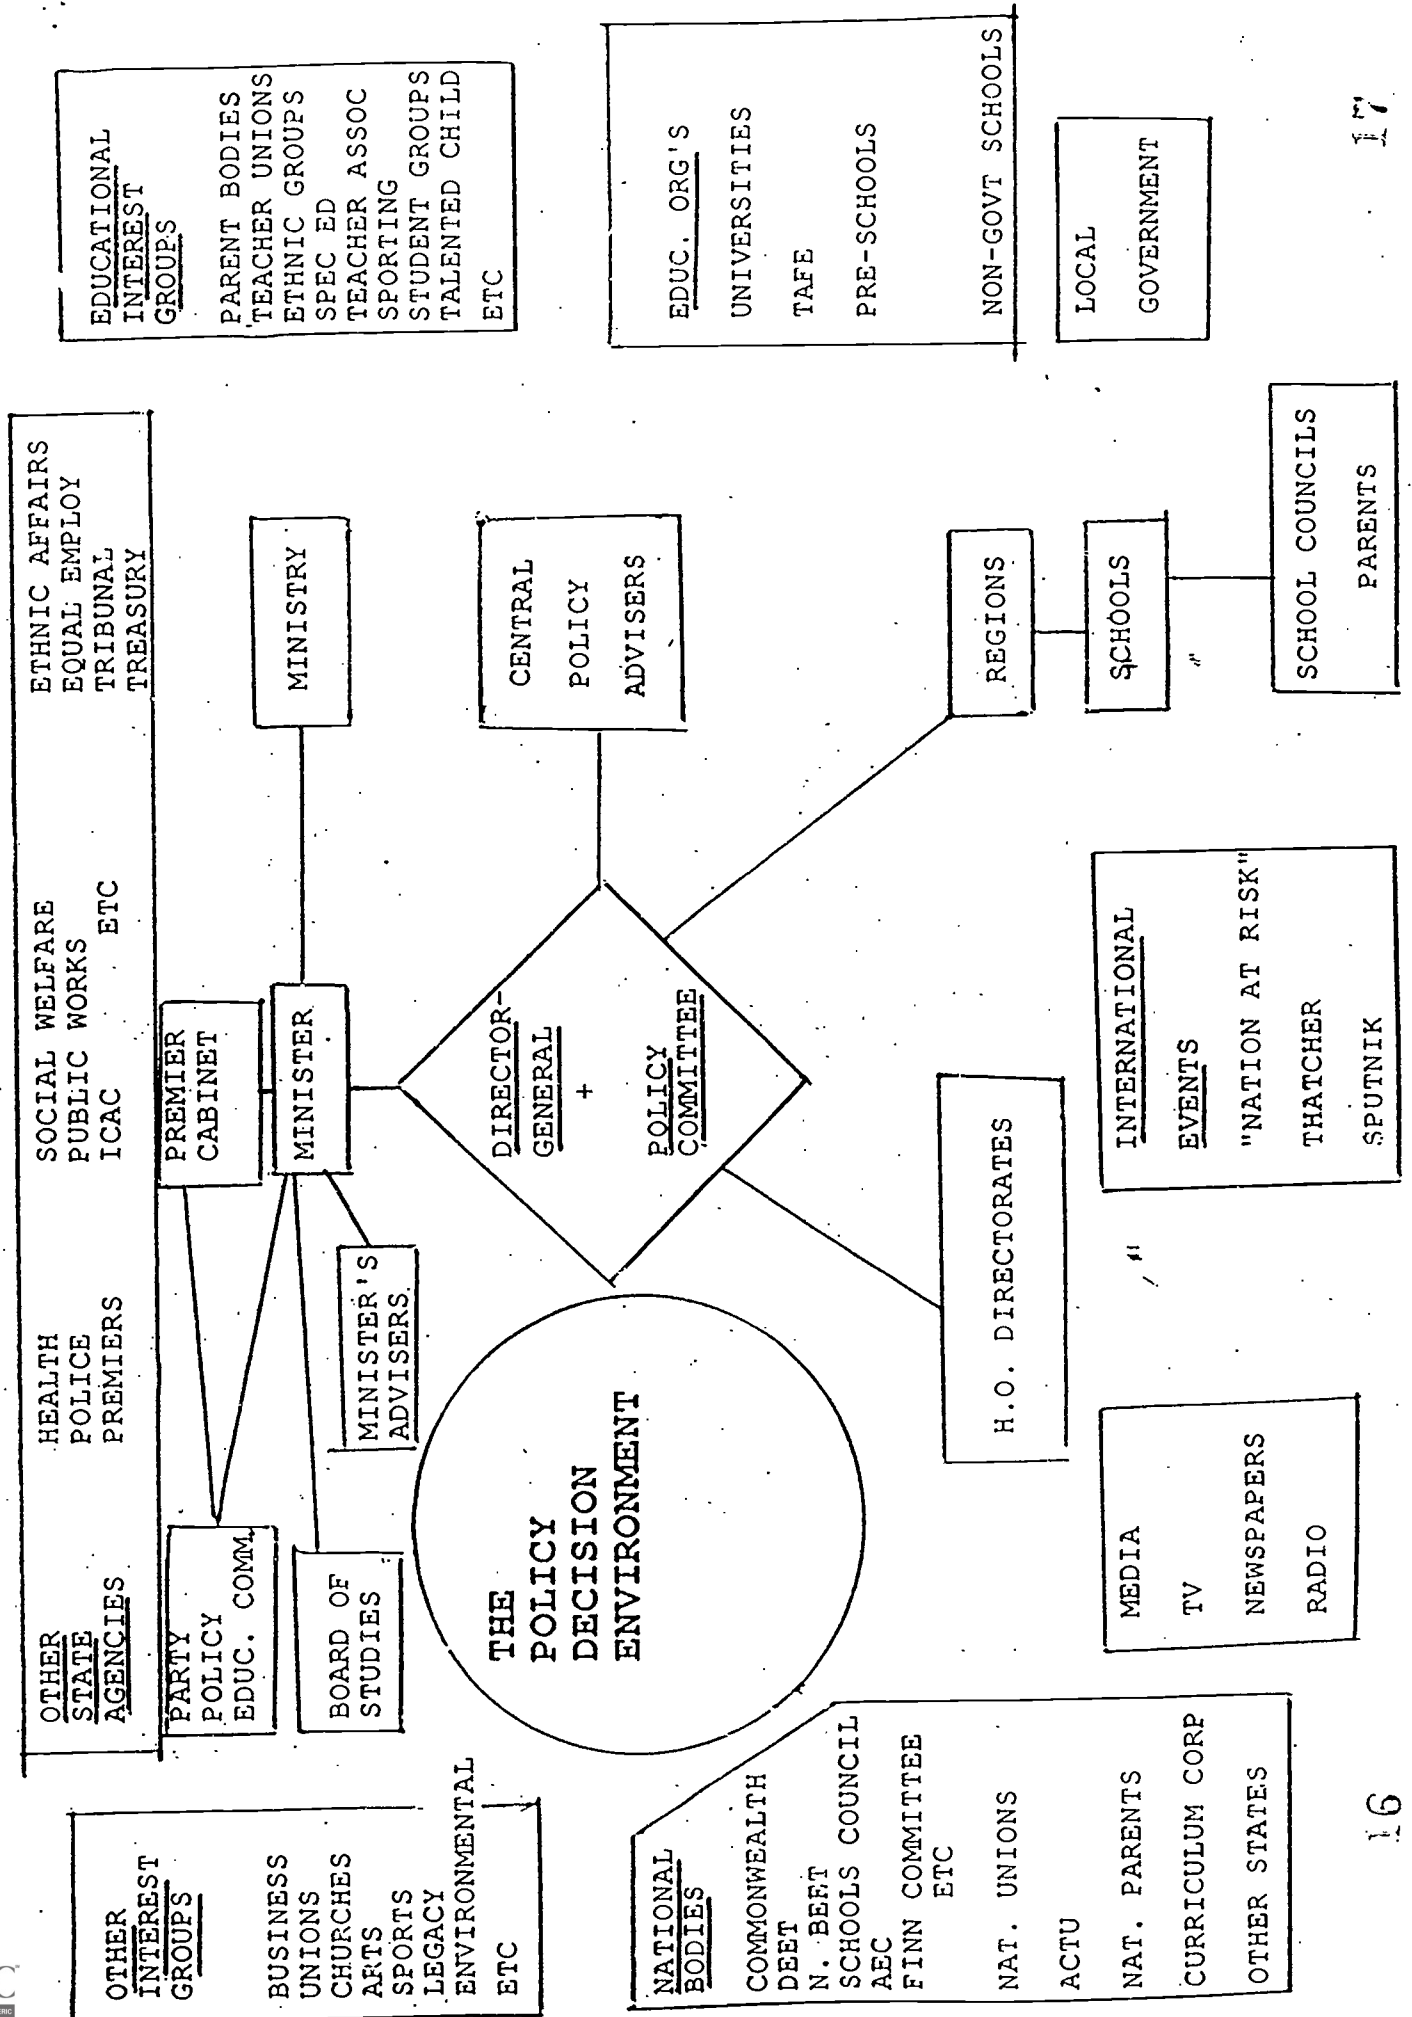 OTHER
STATE
AGENCIES
HEALTH
POLICE
PREMIERS
SOCIAL WELFARE
PUBLIC WORKS
ICAC ETC
ETHNIC AFFAIRS
EQUAL EMPLOY
TRIBUNAL
TREASURY
OTHER
INTEREST
GROUPS
BUSINESS
UNIONS
CHURCHES
ARTS
SPORTS
LEGACY
ENVIRONMENTAL
ETC
PARTY
POLICY
EDUC. COMM.
BOARD OF
STUDIES
PREMIER
CABINET
MINISTER
MINISTER'S
ADVISERS
MINISTRY
EDUCATIONAL
INTEREST
GROUPS
PARENT BODIES
TEACHER UNIONS
ETHNIC GROUPS
SPEC ED
TEACHER ASSOC
SPORTING
STUDENT GROUPS
TALENTED CHILD
ETC
THE
POLICY
DECISION
ENVIRONMENT
DIRECTOR-
GENERAL
+
POLICY
COMMITTEE
CENTRAL
POLICY
ADVISERS
EDUC. ORG'S
UNIVERSITIES
TAFE
PRE-SCHOOLS
NON-GOVT SCHOOLS
NATIONAL
BODIES
COMMONWEALTH
DEET
N. BEET
SCHOOLS COUNCIL
AEC
FINN COMMITTEE
ETC
NAT. UNIONS
ACTU
NAT. PARENTS
CURRICULUM CORP
OTHER STATES
H.O. DIRECTORATES
REGIONS
SCHOOLS
SCHOOL COUNCILS
PARENTS
LOCAL
GOVERNMENT
MEDIA
TV
NEWSPAPERS
RADIO
INTERNATIONAL
EVENTS
"NATION AT RISK"
THATCHER
SPUTNIK
16
17
ERIC